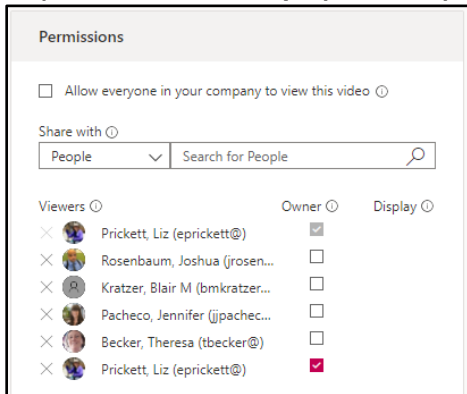 Permissions
Allow everyone in your company to view this video
Share with
People Search for People
Viewers Owner Display
Prickett, Liz (eprickett@)
Rosenbaum, Joshua (jrosen...
R Kratzer, Blair M (bmkratzer...
Pacheco, Jennifer (jjpachec...
Becker, Theresa (tbecker@)
Prickett, Liz (eprickett@)